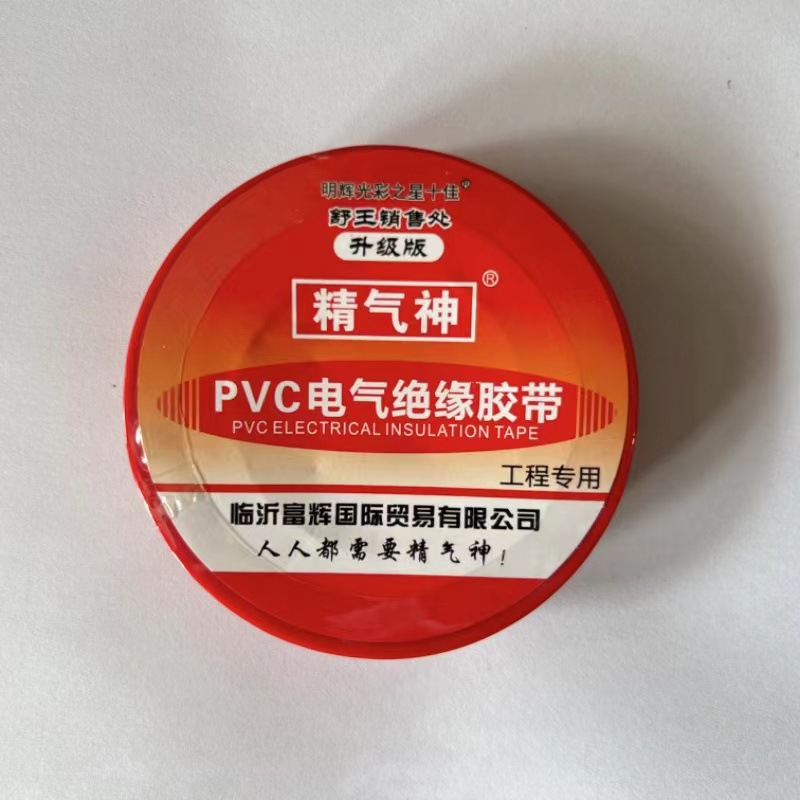 明辉光彩之星十佳®
舒王销售处
升级版
精气神®
PVC电气绝缘胶带
PVC ELECTRICAL INSULATION TAPE
工程专用
临沂富辉国际贸易有限公司
人人都需要精气神!